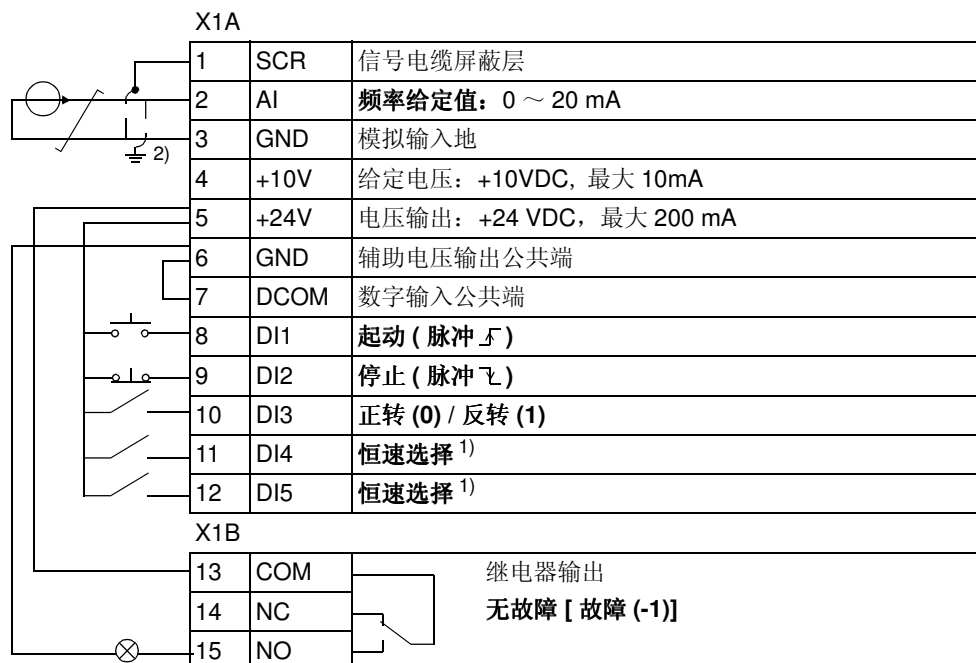 X1A
1 SCR 信号电缆屏蔽层
2 AI 频率给定值：0 ～ 20 mA
3 GND 模拟输入地
2)
4 +10V 给定电压：+10VDC, 最大 10mA
5 +24V 电压输出：+24 VDC，最大 200 mA
6 GND 辅助电压输出公共端
7 DCOM 数字输入公共端
8 DI1 起动 ( 脉冲 )
9 DI2 停止 ( 脉冲 )
10 DI3 正转 (0) / 反转 (1)
11 DI4 恒速选择 1)
12 DI5 恒速选择 1)
X1B
13 COM 继电器输出
14 NC 无故障 [ 故障 (-1)]
15 NO